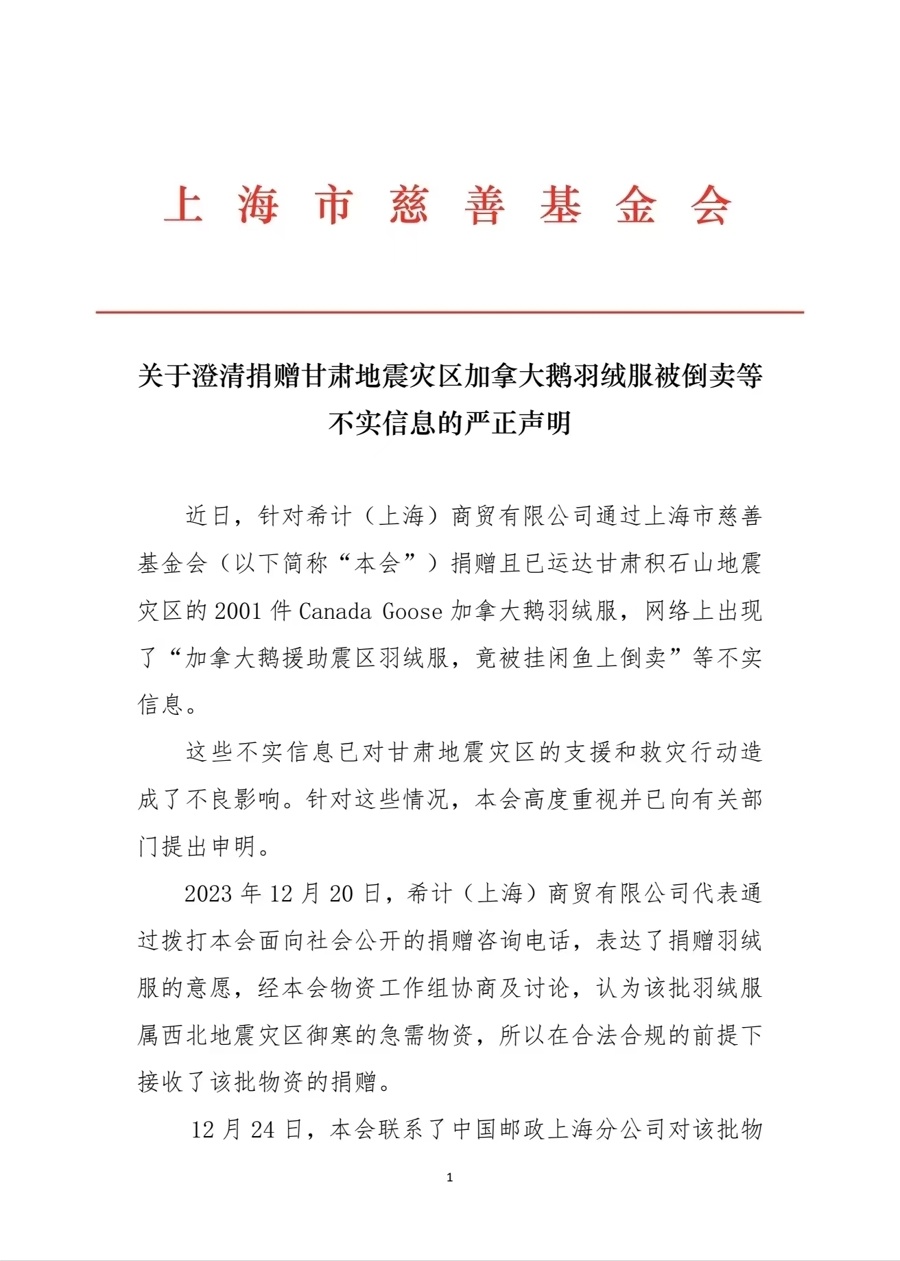 上海市慈善基金会
关于澄清捐赠甘肃地震灾区加拿大鹅羽绒服被倒卖等
不实信息的严正声明
近日，针对希计（上海）商贸有限公司通过上海市慈善
基金会（以下简称“本会”）捐赠且已运达甘肃积石山地震
灾区的 2001 件 Canada Goose 加拿大鹅羽绒服，网络上出现
了“加拿大鹅援助震区羽绒服，竟被挂闲鱼上倒卖”等不实
信息。
这些不实信息已对甘肃地震灾区的支援和救灾行动造
成了不良影响。针对这些情况，本会高度重视并已向有关部
门提出申明。
2023 年 12 月 20 日，希计（上海）商贸有限公司代表通
过拨打本会面向社会公开的捐赠咨询电话，表达了捐赠羽绒
服的意愿，经本会物资工作组协商及讨论，认为该批羽绒服
属西北地震灾区御寒的急需物资，所以在合法合规的前提下
接收了该批物资的捐赠。
12 月 24 日，本会联系了中国邮政上海分公司对该批物
1